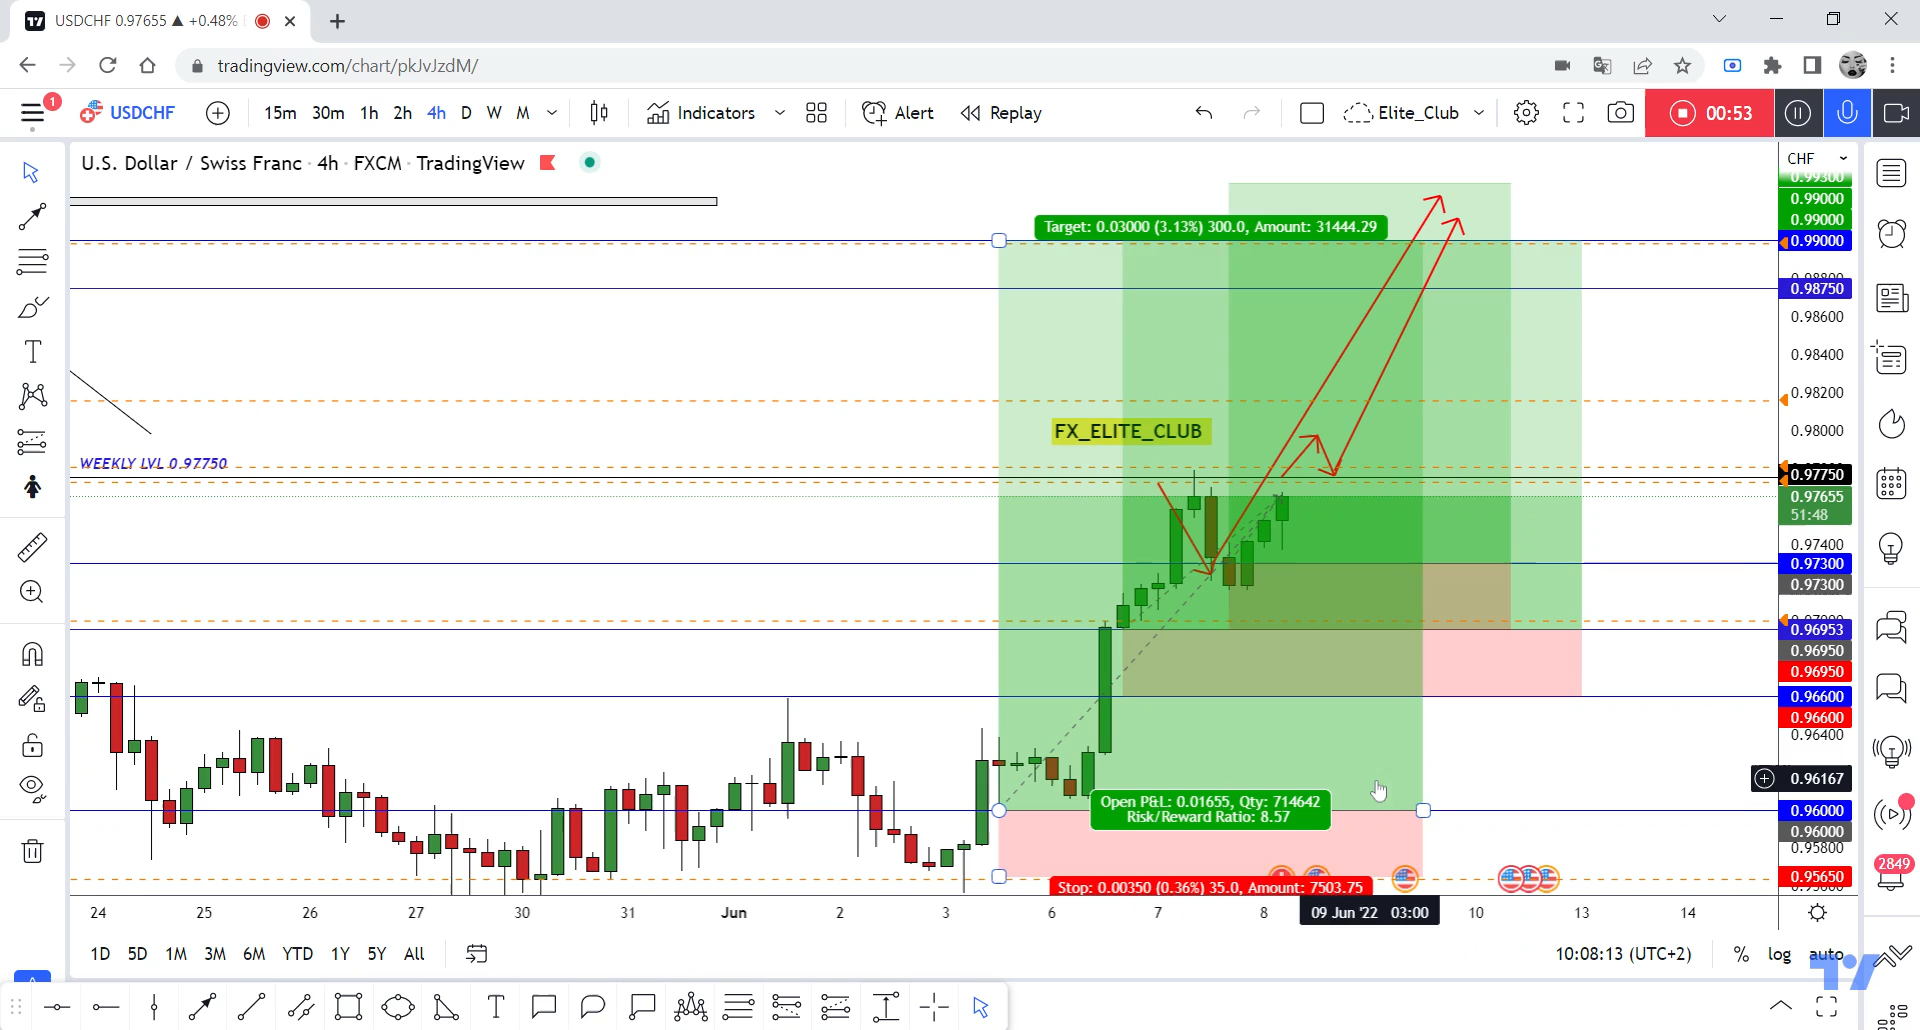 USDCHF 0.97655 ▲ +0.48%
tradingview.com/chart/pkJvJzdM/
1
USDCHF 15m 30m 1h 2h 4h D W M Indicators Alert Replay Elite_Club 00:53
U.S. Dollar / Swiss Franc · 4h · FXCM · TradingView
CHF
0.99300
0.99000
Target: 0.03000 (3.13%) 300.0, Amount: 31444.29
0.99000
0.99000
0.98800
0.98750
0.98600
0.98400
0.98200
FX_ELITE_CLUB
0.98000
WEEKLY LVL 0.97750
0.97750
0.97655
51:48
0.97400
0.97300
0.97300
0.96953
0.96950
0.96950
0.96600
0.96600
0.96400
0.96167
Open P&L: 0.01655, Qty: 714642
0.96000
Risk/Reward Ratio: 8.57
0.96000
0.95800
2849
0.95650
Stop: 0.00350 (0.36%) 35.0, Amount: 7503.75
24 25 26 27 30 31 Jun 2 3 6 7 8 09 Jun '22 03:00 10 13 14
1D 5D 1M 3M 6M YTD 1Y 5Y All 10:08:13 (UTC+2) % log auto